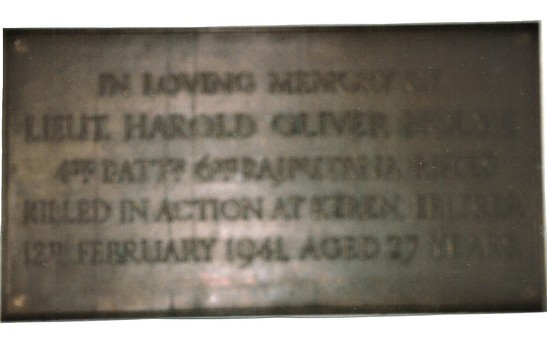 IN LOVING MEMORY OF
LIEUT. HAROLD OLIVER
4TH BATTN 6TH RAJPUTANA RIFLES
KILLED IN ACTION AT KEREN, ERITREA
12TH FEBRUARY 1941, AGED 27 YEARS